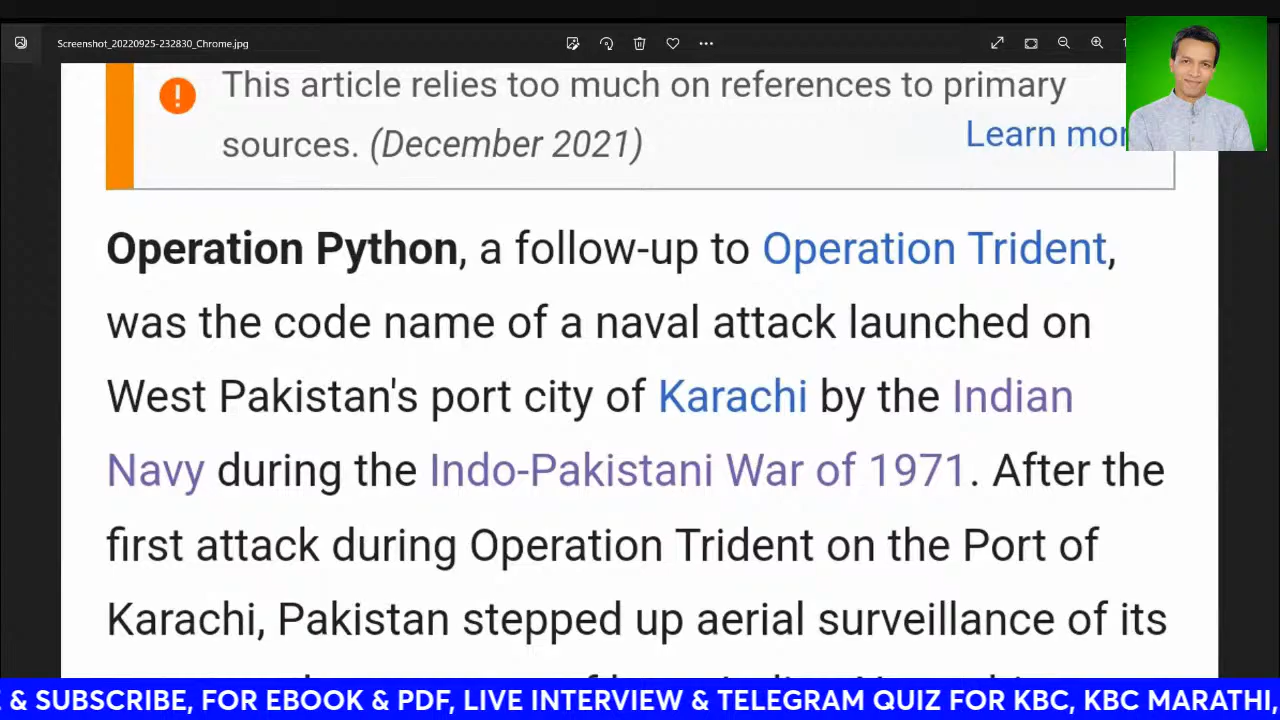 Screenshot_20220925-232830_Chrome.jpg
This article relies too much on references to primary
sources. (December 2021)
Learn
Operation Python, a follow-up to Operation Trident,
was the code name of a naval attack launched on
West Pakistan's port city of Karachi by the Indian
Navy during the Indo-Pakistani War of 1971. After the
first attack during Operation Trident on the Port of
Karachi, Pakistan stepped up aerial surveillance of its
& SUBSCRIBE, FOR EBOOK & PDF, LIVE INTERVIEW & TELEGRAM QUIZ FOR KBC, KBC MARATHI,